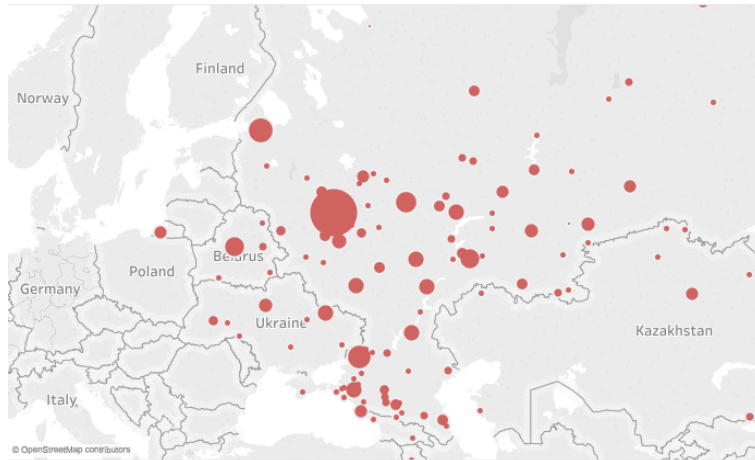 Finland
Norway
Belarus
Poland
Germany
Ukraine
Kazakhstan
Italy
© OpenStreetMap contributors